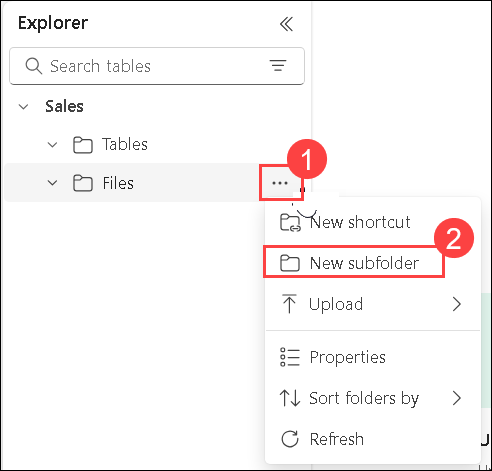 Explorer
Search tables
Sales
Tables
1
Files
New shortcut
2
New subfolder
Upload
Properties
Sort folders by
Refresh